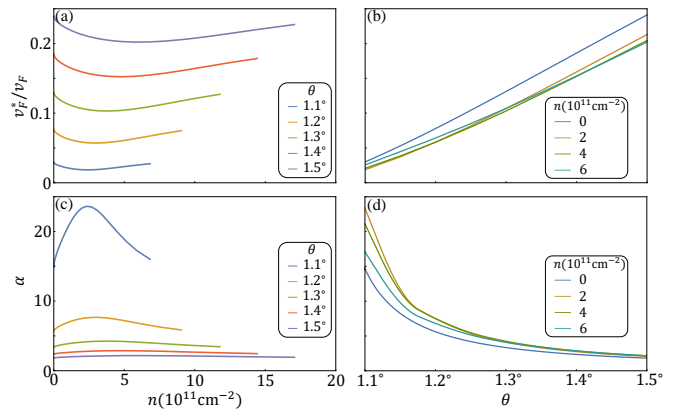 (a)
(b)
0.2
0.1
0
v*F/vF
θ
1.1°
1.2°
1.3°
1.4°
1.5°
n(10¹¹cm⁻²)
0
2
4
6
(c)
(d)
20
10
0
α
θ
1.1°
1.2°
1.3°
1.4°
1.5°
n(10¹¹cm⁻²)
0
2
4
6
0 5 10 15 20
1.1° 1.2° 1.3° 1.4° 1.5°
n(10¹¹cm⁻²)
θ